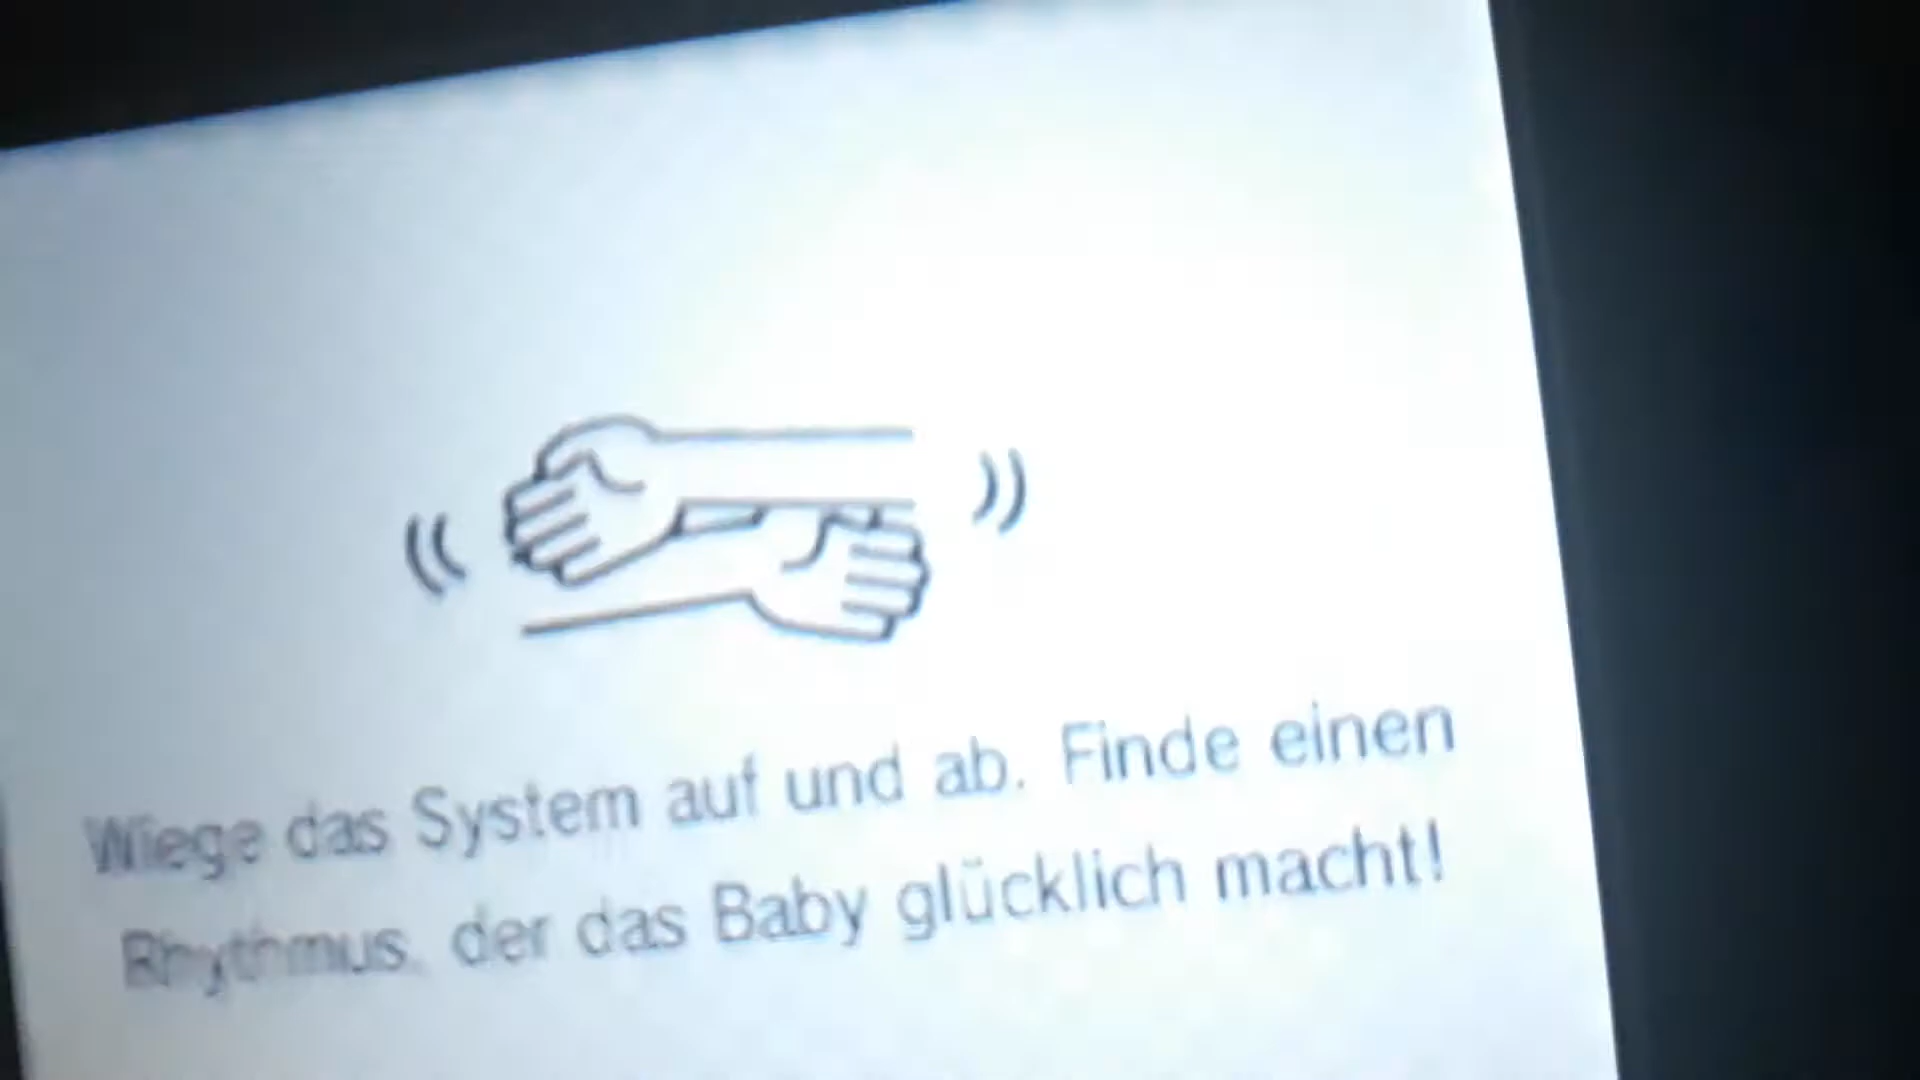 Wiege das System auf und ab. Finde einen
Rhythmus, der das Baby glücklich macht!